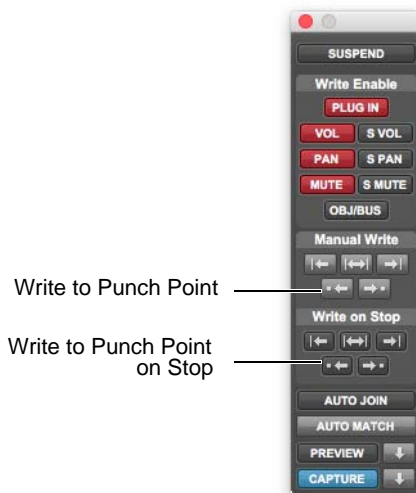 SUSPEND
Write Enable
PLUG IN
VOL S VOL
PAN S PAN
MUTE S MUTE
OBJ/BUS
Manual Write
Write to Punch Point
Write on Stop
Write to Punch Point
on Stop
AUTO JOIN
AUTO MATCH
PREVIEW
CAPTURE